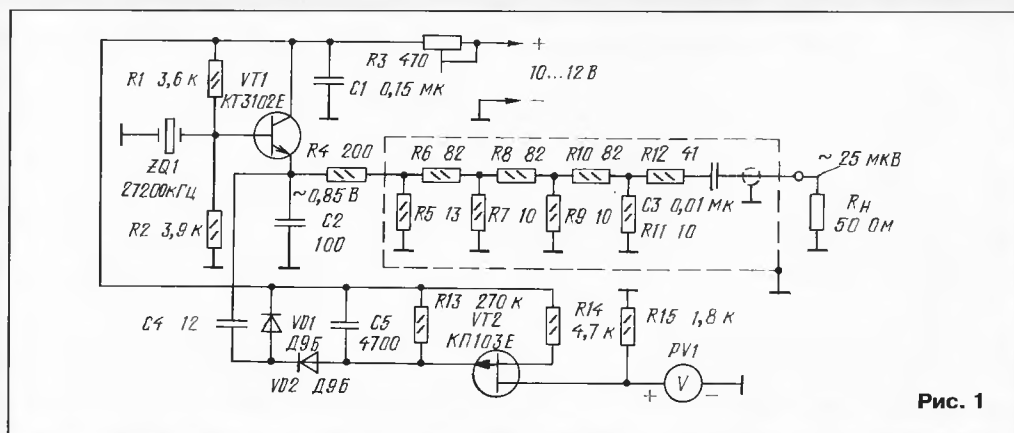 R3 470
+
10...12 В
−
R1 3,6 к
VT1
КТ3102Е
C1 0,15 мк
ZQ1
27200кГц
R2 3,9 к
R4 200
~0,85 В
C2
100
R6 82
R8 82
R10 82
R12 41
R5 13
R7 10
R9 10
C3 0,01 мк
R11 10
~ 25 мкВ
Rн
50 Ом
C4 12
VD1
Д9Б
VD2 Д9Б
C5
4700
R13 270 к
VT2
КП103Е
R14
4,7 к
R15 1,8 к
PV1
V
+
−
Рис. 1